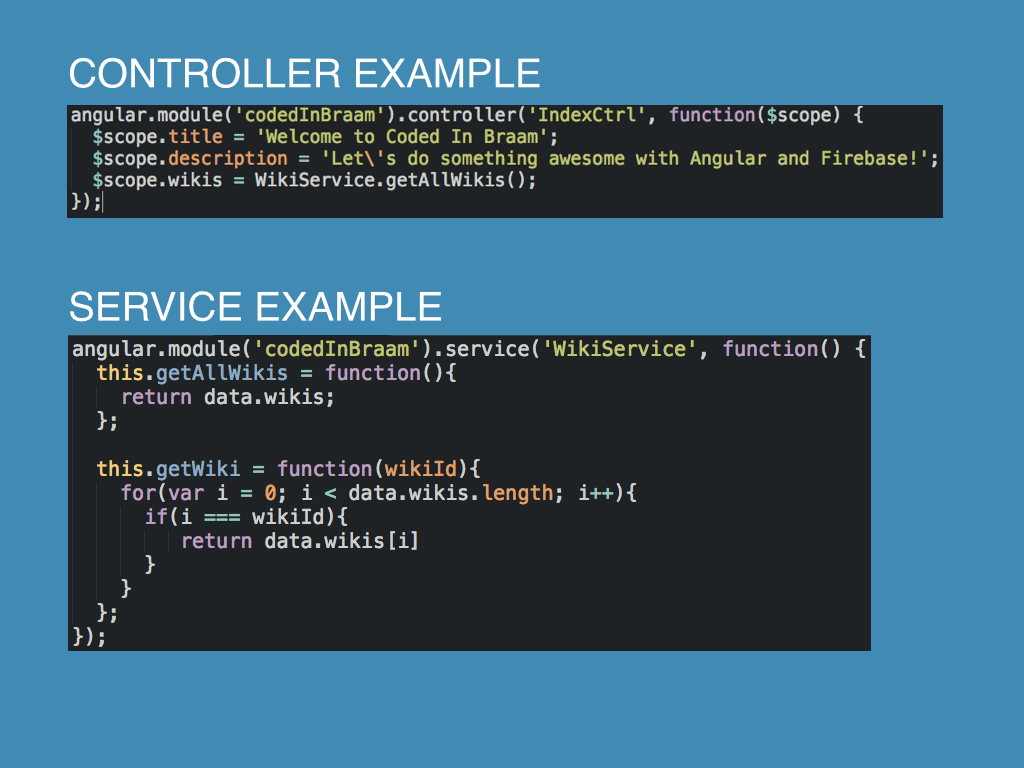 CONTROLLER EXAMPLE
angular.module('codedInBraam').controller('IndexCtrl', function($scope) {
  $scope.title = 'Welcome to Coded In Braam';
  $scope.description = 'Let\'s do something awesome with Angular and Firebase!';
  $scope.wikis = WikiService.getAllWikis();
});
SERVICE EXAMPLE
angular.module('codedInBraam').service('WikiService', function() {
  this.getAllWikis = function(){
    return data.wikis;
  };
  this.getWiki = function(wikiId){
    for(var i = 0; i < data.wikis.length; i++){
      if(i === wikiId){
         return data.wikis[i]
      }
    }
  };
});